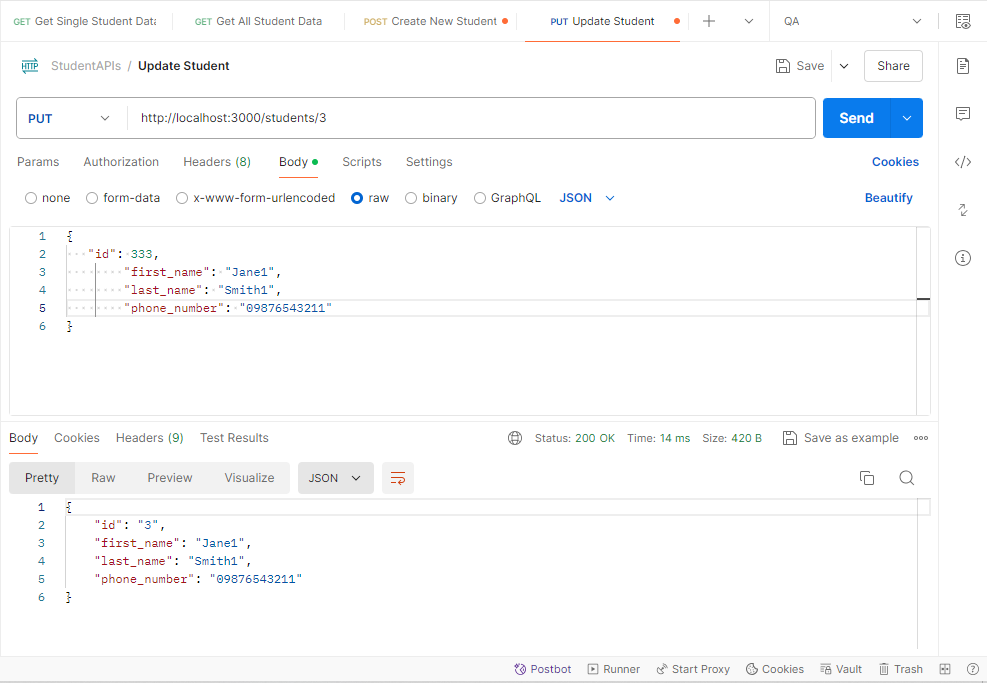 GET Get Single Student Data GET Get All Student Data POST Create New Student PUT Update Student QA
HTTP StudentAPIs / Update Student Save Share
PUT http://localhost:3000/students/3 Send
Params Authorization Headers (8) Body Scripts Settings Cookies
none form-data x-www-form-urlencoded raw binary GraphQL JSON Beautify
1 {
2 "id": 333,
3 "first_name": "Jane1",
4 "last_name": "Smith1",
5 "phone_number": "09876543211"
6 }
Body Cookies Headers (9) Test Results Status: 200 OK Time: 14 ms Size: 420 B Save as example
Pretty Raw Preview Visualize JSON
1 {
2 "id": "3",
3 "first_name": "Jane1",
4 "last_name": "Smith1",
5 "phone_number": "09876543211"
6 }
Postbot Runner Start Proxy Cookies Vault Trash